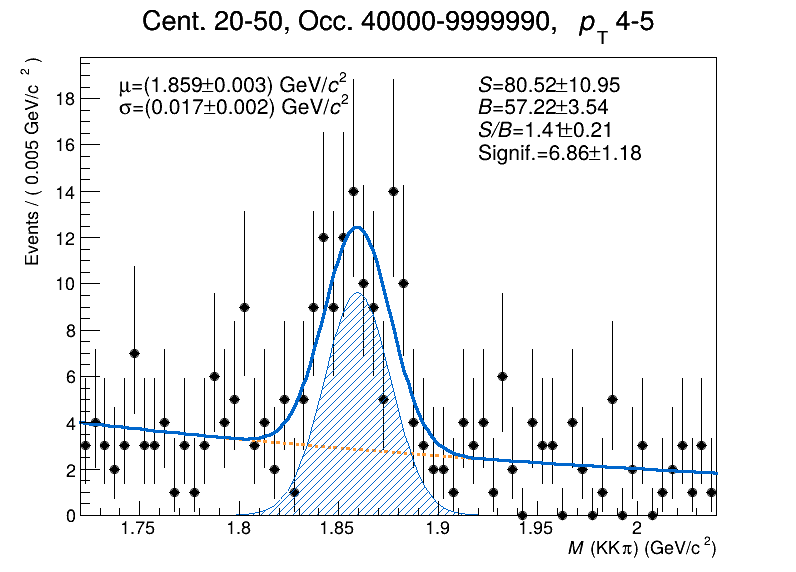 Cent. 20-50, Occ. 40000-9999990, p_T 4-5
μ=(1.859±0.003) GeV/c²
σ=(0.017±0.002) GeV/c²
S=80.52±10.95
B=57.22±3.54
S/B=1.41±0.21
Signif.=6.86±1.18
Events / ( 0.005 GeV/c² )
18
16
14
12
10
8
6
4
2
0
1.75 1.8 1.85 1.9 1.95 2
M (KKπ) (GeV/c²)